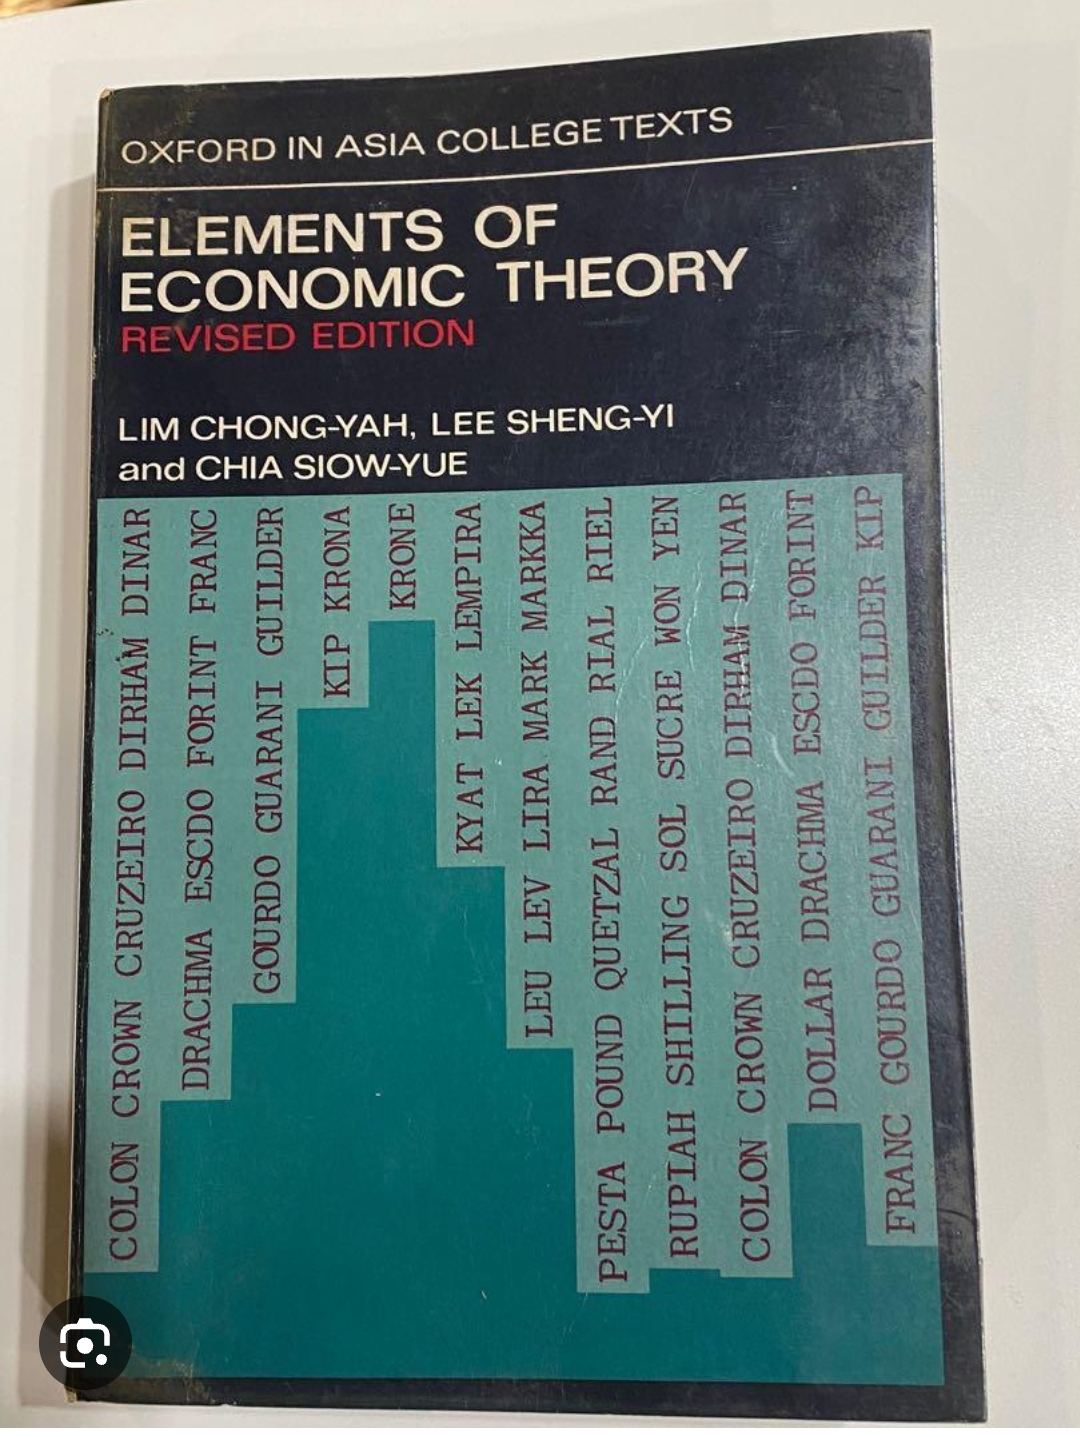 OXFORD IN ASIA COLLEGE TEXTS
ELEMENTS OF
ECONOMIC THEORY
REVISED EDITION
LIM CHONG-YAH, LEE SHENG-YI
and CHIA SIOW-YUE
COLON CROWN CRUZEIRO DIRHAM DINAR
DRACHMA ESCDO FORINT FRANC
GOURDO GUARANI GUILDER
KIP KRONA
KRONE
KYAT LEK LEMPIRA
LEU LEV LIRA MARK MARKKA
PESTA POUND QUETZAL RAND RIAL RIEL
RUPIAH SHILLING SOL SUCRE WON YEN
COLON CROWN CRUZEIRO DIRHAM DINAR
DOLLAR DRACHMA ESCDO FORINT
FRANC GOURDO GUARANI GUILDER KIP